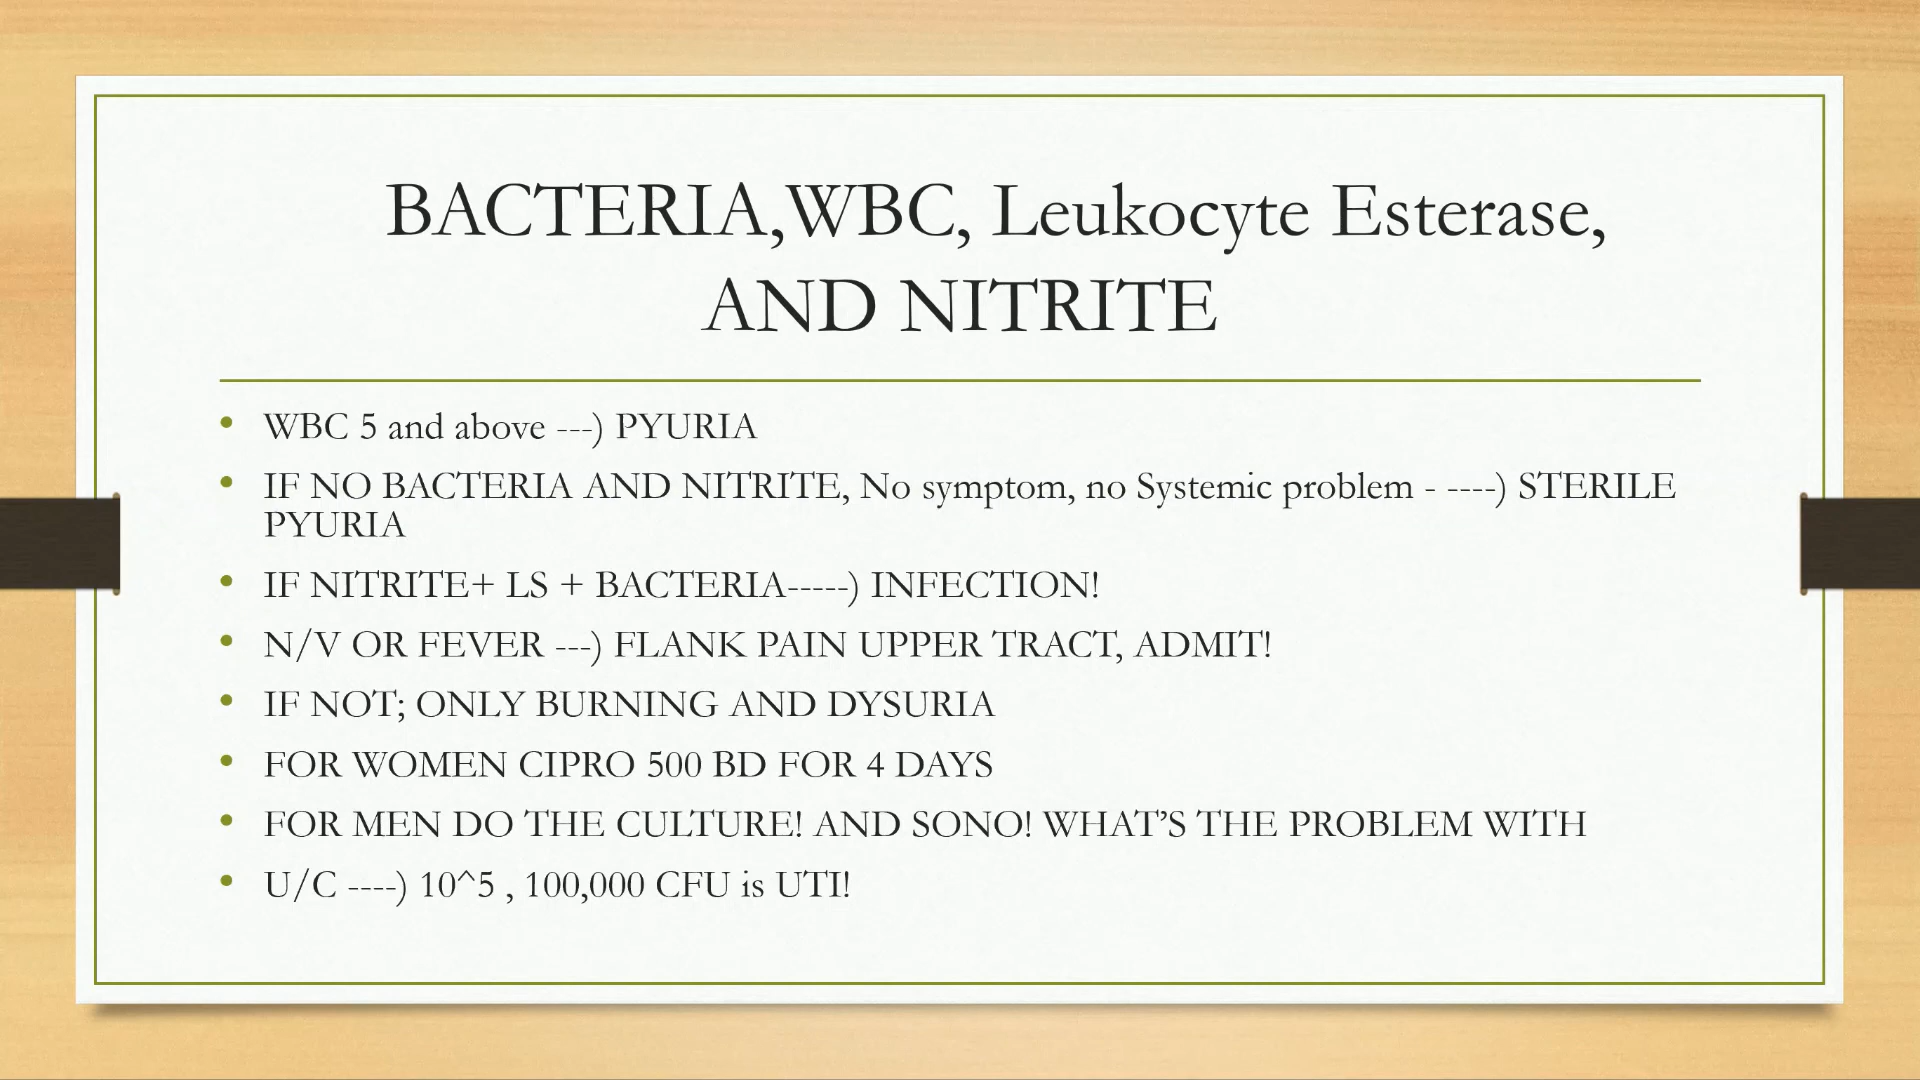 BACTERIA,WBC, Leukocyte Esterase,
AND NITRITE
• WBC 5 and above ---) PYURIA
• IF NO BACTERIA AND NITRITE, No symptom, no Systemic problem - ----) STERILE
PYURIA
• IF NITRITE+ LS + BACTERIA-----) INFECTION!
• N/V OR FEVER ---) FLANK PAIN UPPER TRACT, ADMIT!
• IF NOT; ONLY BURNING AND DYSURIA
• FOR WOMEN CIPRO 500 BD FOR 4 DAYS
• FOR MEN DO THE CULTURE! AND SONO! WHAT’S THE PROBLEM WITH
• U/C ----) 10^5 , 100,000 CFU is UTI!